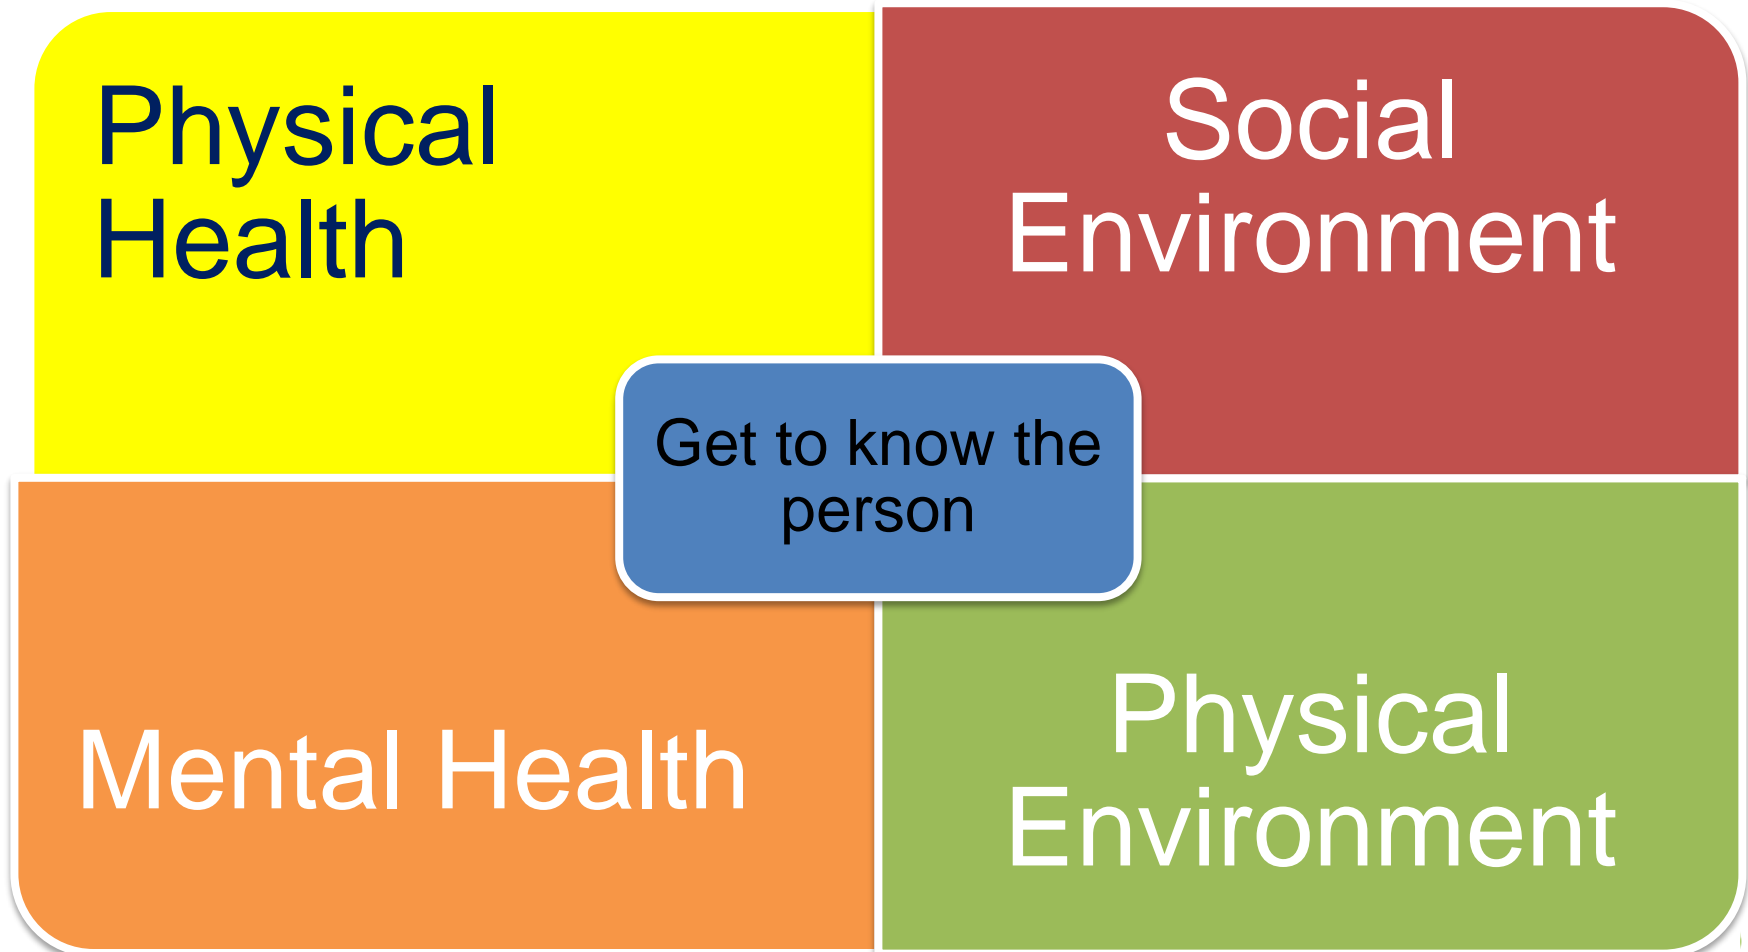 Physical
Health
Social
Environment
Get to know the
person
Mental Health
Physical
Environment